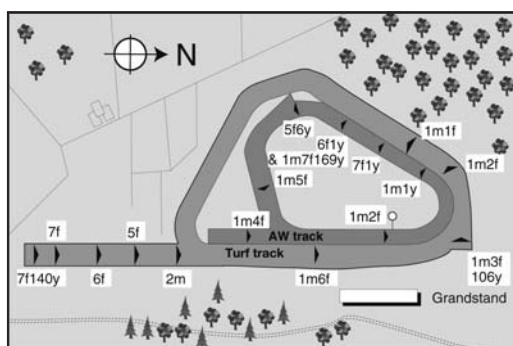 N
5f6y
6f1y
& 1m7f169y
7f1y
1m1y
1m1f
1m2f
1m5f
1m4f
1m2f
AW track
Turf track
7f
5f
7f140y
6f
2m
1m6f
1m3f
106y
Grandstand